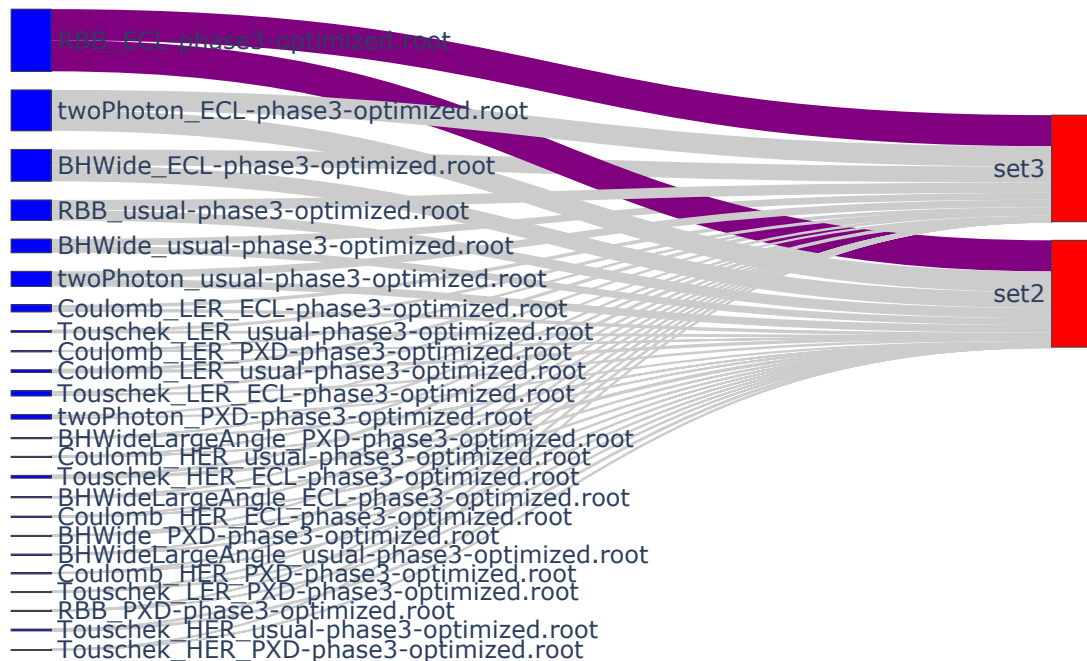 RBB_ECL-phase3-optimized.root
twoPhoton_ECL-phase3-optimized.root
BHWide_ECL-phase3-optimized.root
set3
RBB_usual-phase3-optimized.root
BHWide_usual-phase3-optimized.root
twoPhoton_usual-phase3-optimized.root
set2
Coulomb_LER_ECL-phase3-optimized.root
Touschek_LER_usual-phase3-optimized.root
Coulomb_LER_PXD-phase3-optimized.root
Coulomb_LER_usual-phase3-optimized.root
Touschek_LER_ECL-phase3-optimized.root
twoPhoton_PXD-phase3-optimized.root
BHWideLargeAngle_PXD-phase3-optimized.root
Coulomb_HER_usual-phase3-optimized.root
Touschek_HER_ECL-phase3-optimized.root
BHWideLargeAngle_ECL-phase3-optimized.root
Coulomb_HER_ECL-phase3-optimized.root
BHWide_PXD-phase3-optimized.root
BHWideLargeAngle_usual-phase3-optimized.root
Coulomb_HER_PXD-phase3-optimized.root
Touschek_LER_PXD-phase3-optimized.root
RBB_PXD-phase3-optimized.root
Touschek_HER_usual-phase3-optimized.root
Touschek_HER_PXD-phase3-optimized.root